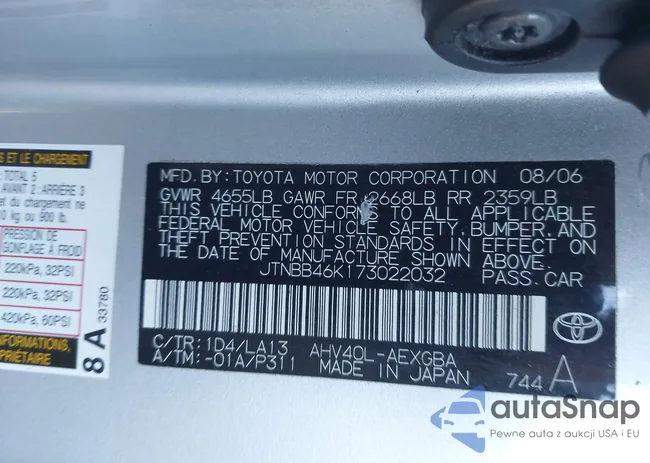 S ET LE CHARGEMENT
: TOTAL 5
AVANT 2: ARRIÈRE 3
et du chargement ne
kg ou 900 lb.
PRESSION DE
GONFLAGE À FROID
220kPa, 32PSI
220kPa, 32PSI
420kPa, 60PSI
INFORMATIONS,
PROPRIÉTAIRE
8 A 33780
MFD. BY: TOYOTA MOTOR CORPORATION 08/06
GVWR 4655LB GAWR FR 2668LB RR 2359LB
THIS VEHICLE CONFORMS TO ALL APPLICABLE
FEDERAL MOTOR VEHICLE SAFETY, BUMPER, AND
THEFT PREVENTION STANDARDS IN EFFECT ON
THE DATE OF MANUFACTURE SHOWN ABOVE.
JTNBB46K173022032 PASS. CAR
C/TR: 1D4/LA13 AHV40L-AEXGBA
A/TM: -01A/P311 MADE IN JAPAN 744 A
TOYOTA
autoSnap
Pewne auta z aukcji USA i EU